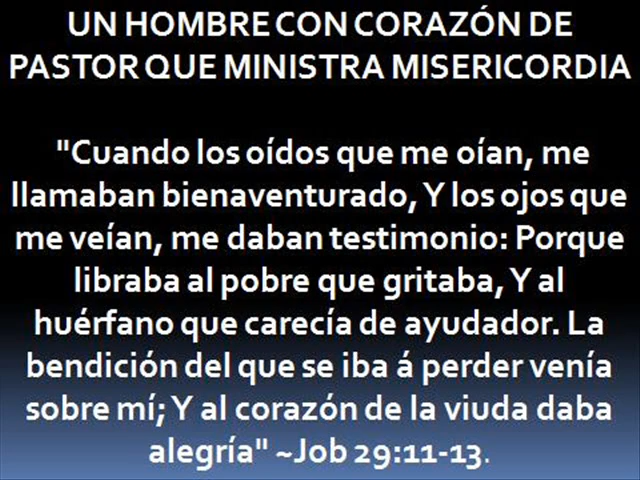 UN HOMBRE CON CORAZÓN DE
PASTOR QUE MINISTRA MISERICORDIA
"Cuando los oídos que me oían, me
llamaban bienaventurado, Y los ojos que
me veían, me daban testimonio: Porque
libraba al pobre que gritaba, Y al
huérfano que carecía de ayudador. La
bendición del que se iba á perder venía
sobre mí; Y al corazón de la viuda daba
alegría" ~Job 29:11-13.